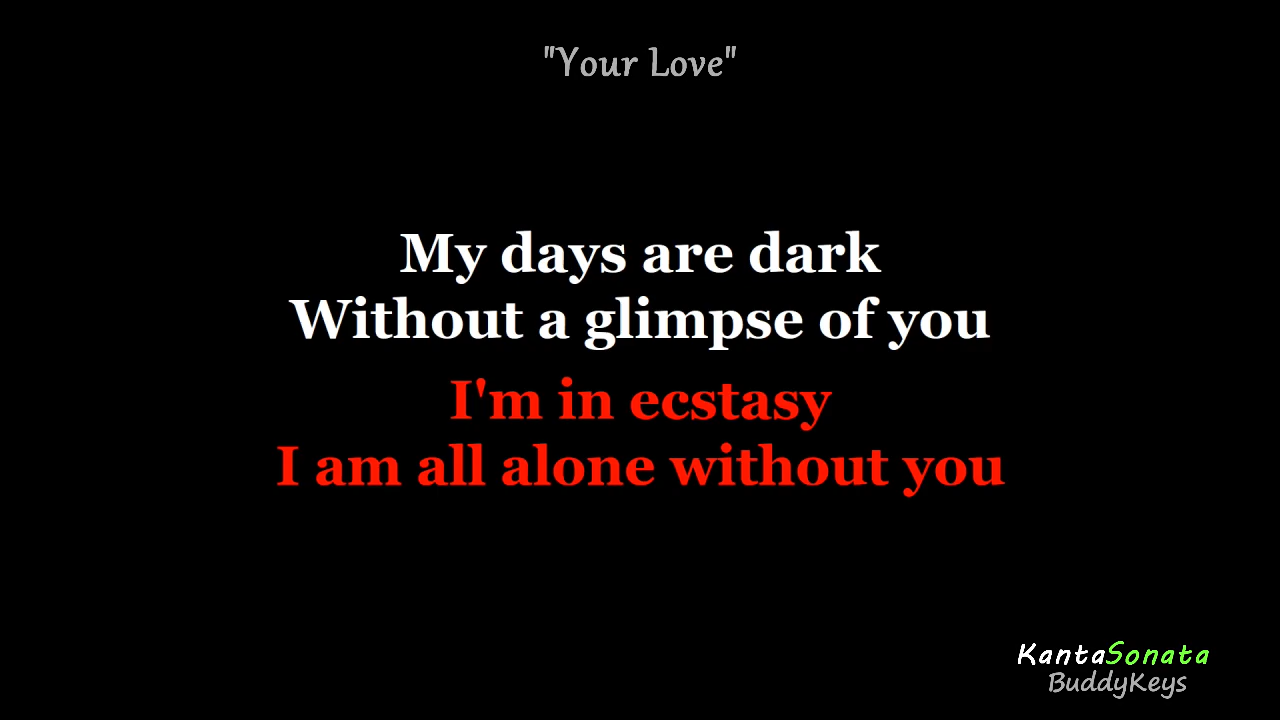 "Your Love"
My days are dark
Without a glimpse of you
I'm in ecstasy
I am all alone without you
KantaSonata
BuddyKeys